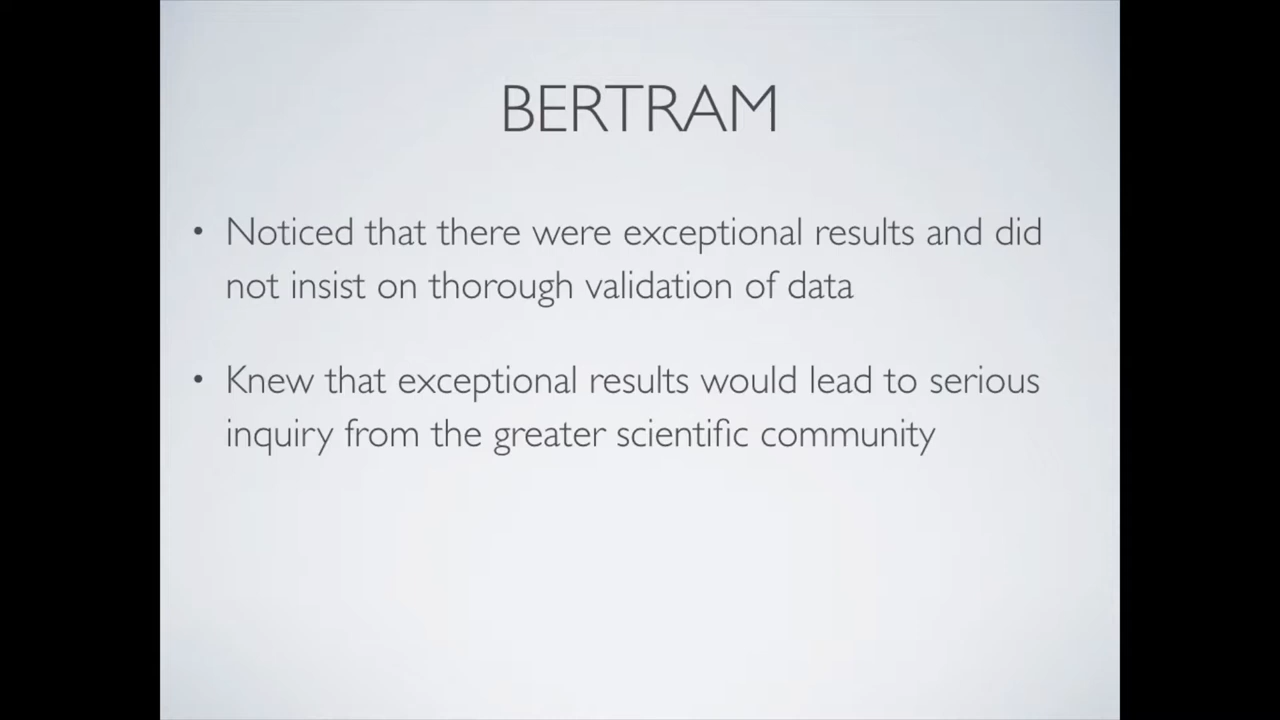 BERTRAM
• Noticed that there were exceptional results and did
not insist on thorough validation of data
• Knew that exceptional results would lead to serious
inquiry from the greater scientific community